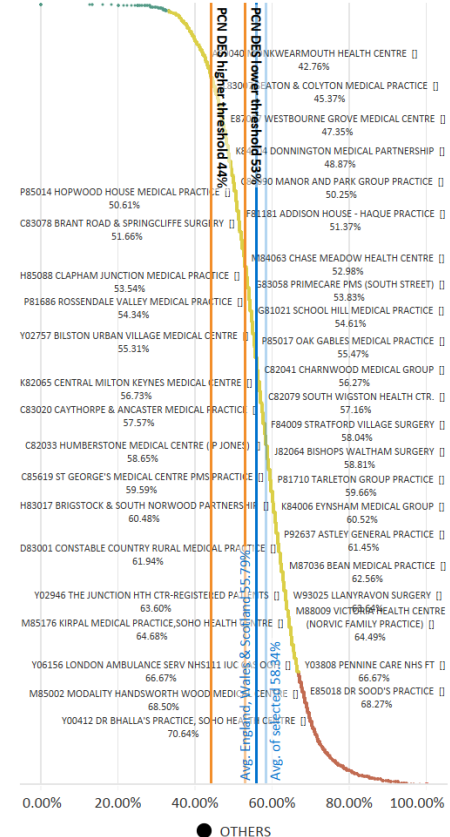 PCN DES higher threshold 44%
PCN DES lower threshold 53%
NKWEARMOUTH HEALTH CENTRE []
42.76%
EATON & COLYTON MEDICAL PRACTICE []
45.37%
WESTBOURNE GROVE MEDICAL CENTRE []
47.35%
DONNINGTON MEDICAL PARTNERSHIP []
48.87%
MANOR AND PARK GROUP PRACTICE []
50.25%
P85014 HOPWOOD HOUSE MEDICAL PRACTICE []
50.61%
F81181 ADDISON HOUSE - HAQUE PRACTICE []
51.37%
C83078 BRANT ROAD & SPRINGCLIFFE SURGERY []
51.66%
M84063 CHASE MEADOW HEALTH CENTRE []
52.98%
H85088 CLAPHAM JUNCTION MEDICAL PRACTICE []
53.54%
G83058 PRIMECARE PMS (SOUTH STREET) []
53.83%
P81686 ROSSENDALE VALLEY MEDICAL PRACTICE []
54.34%
G81021 SCHOOL HILL MEDICAL PRACTICE []
54.61%
Y02757 BILSTON URBAN VILLAGE MEDICAL CENTRE []
55.31%
P85017 OAK GABLES MEDICAL PRACTICE []
55.47%
C82041 CHARNWOOD MEDICAL GROUP []
56.27%
K82065 CENTRAL MILTON KEYNES MEDICAL CENTRE []
56.73%
C82079 SOUTH WIGSTON HEALTH CTR. []
57.16%
C83020 CAYTHORPE & ANCASTER MEDICAL PRACTICE []
57.57%
F84009 STRATFORD VILLAGE SURGERY []
58.04%
C82033 HUMBERSTONE MEDICAL CENTRE (JP JONES) []
58.65%
J82064 BISHOPS WALTHAM SURGERY []
58.81%
C85619 ST GEORGE'S MEDICAL CENTRE PMS PRACTICE []
59.59%
P81710 TARLETON GROUP PRACTICE []
59.66%
H83017 BRIGSTOCK & SOUTH NORWOOD PARTNERSHIP []
60.48%
K84006 EYNSHAM MEDICAL GROUP []
60.52%
P92637 ASTLEY GENERAL PRACTICE []
61.45%
D83001 CONSTABLE COUNTRY RURAL MEDICAL PRACTICE []
61.94%
M87036 BEAN MEDICAL PRACTICE []
62.56%
Y02946 THE JUNCTION HTH CTR-REGISTERED PATIENTS []
63.60%
W93025 LLANYRAVON SURGERY []
M88009 VICTORIA HEALTH CENTRE
(NORVIC FAMILY PRACTICE) []
64.49%
M85176 KIRPAL MEDICAL PRACTICE,SOHO HEALTH CENTRE []
64.68%
Y06156 LONDON AMBULANCE SERV NHS111 IUC []
66.67%
Y03808 PENNINE CARE NHS FT []
66.67%
E85018 DR SOOD'S PRACTICE []
68.27%
M85002 MODALITY HANDSWORTH WOOD MEDICAL CENTRE []
68.50%
Y00412 DR BHALLA'S PRACTICE, SOHO HEALTH CENTRE []
70.64%
Avg. England, Wales & Scotland 55.79%
Avg. of selected 58.34%
0.00% 20.00% 40.00% 60.00% 80.00% 100.00%
OTHERS